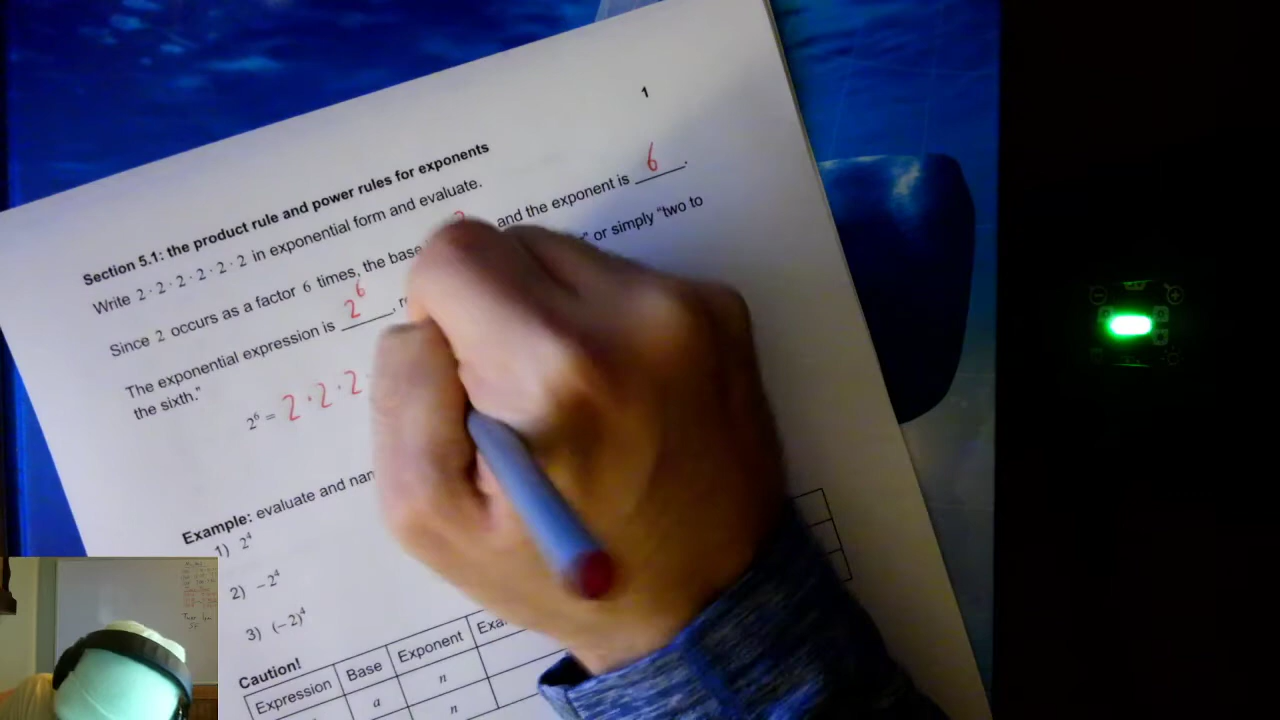 1
Section 5.1: the product rule and power rules for exponents
Write 2 · 2 · 2 · 2 · 2 · 2 in exponential form and evaluate.
Since 2 occurs as a factor 6 times, the base and the exponent is 6.
The exponential expression is 2⁶, or simply “two to
the sixth.”
2⁶ = 2 · 2 · 2
Example: evaluate and
1) 2⁴
2) −2⁴
3) (−2)⁴
Caution!
Expression Base Exponent
a n
n